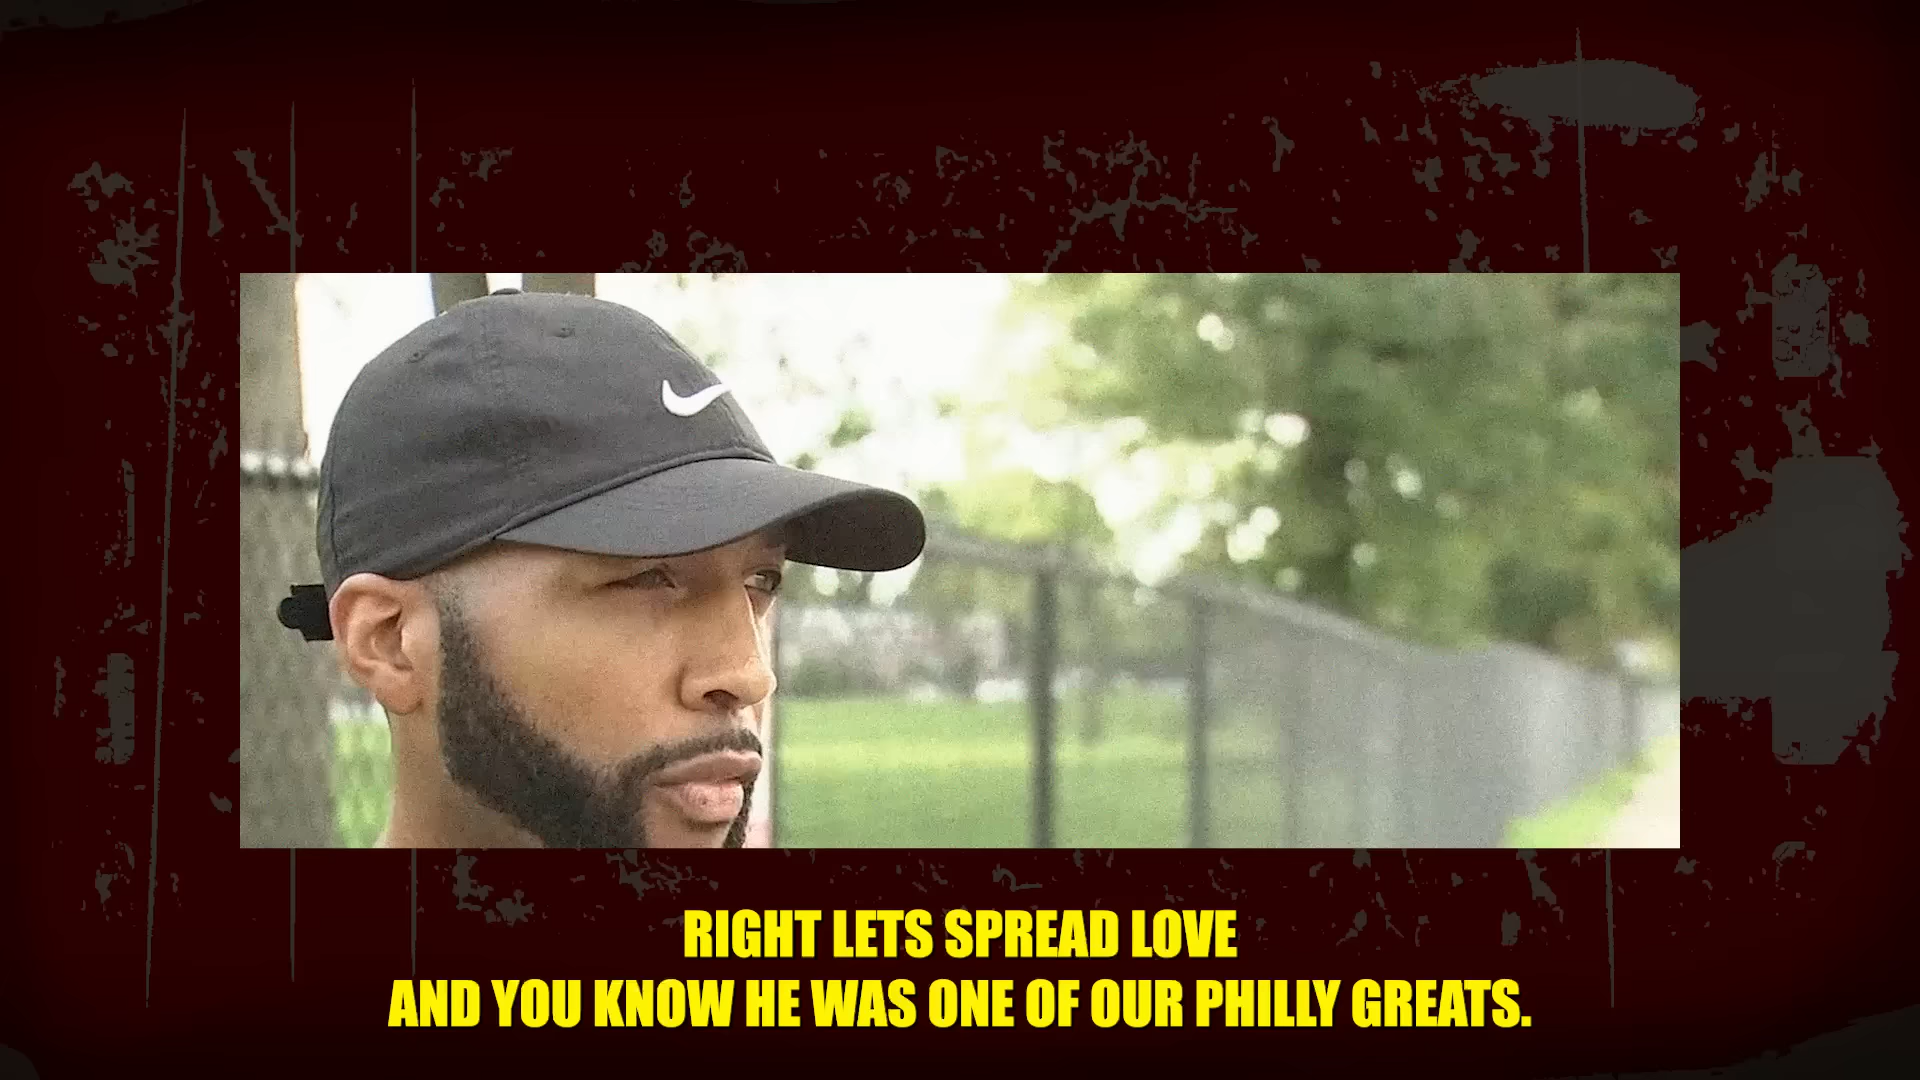 RIGHT LETS SPREAD LOVE
AND YOU KNOW HE WAS ONE OF OUR PHILLY GREATS.